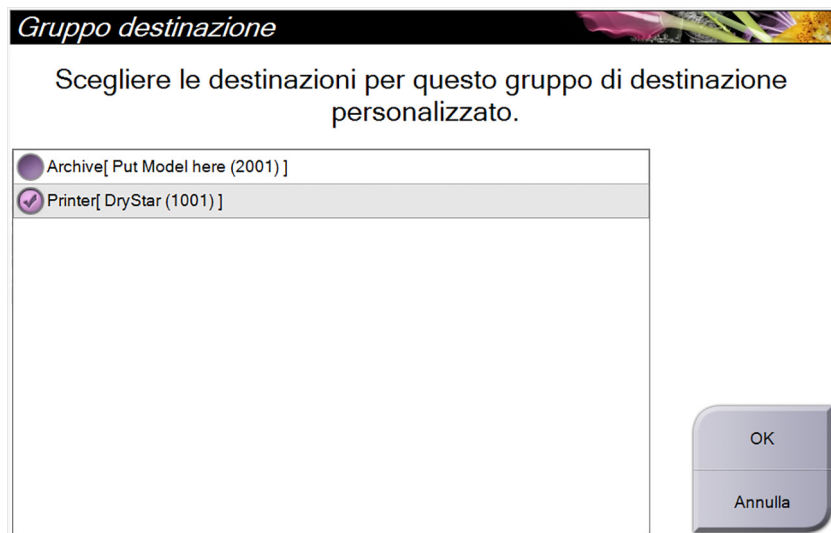 Gruppo destinazione
Scegliere le destinazioni per questo gruppo di destinazione
personalizzato.
Archive[ Put Model here (2001) ]
Printer[ DryStar (1001) ]
OK
Annulla